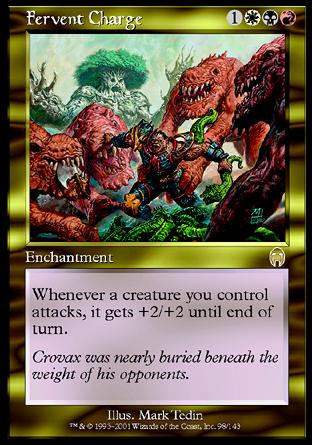 Fervent Charge 1
Enchantment
Whenever a creature you control
attacks, it gets +2/+2 until end of
turn.
Crovax was nearly buried beneath the
weight of his opponents.
Illus. Mark Tedin
™ & © 1993-2001 Wizards of the Coast, Inc. 98/143